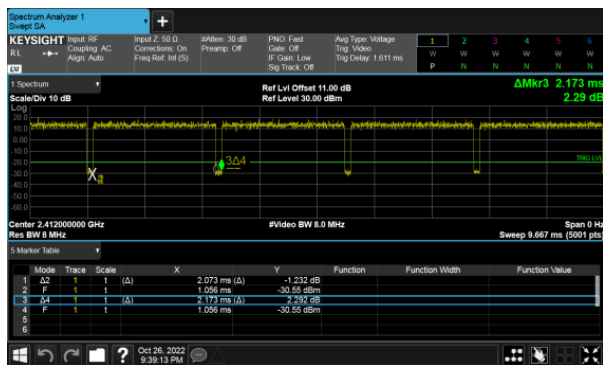 Spectrum Analyzer 1
Swept SA
+
KEYSIGHT Input: RF Input Z: 50 Ω #Atten: 30 dB PNO: Fast Avg Type: Voltage 1 2 3 4 5 6
RL Coupling: AC Corrections: On Preamp: Off Gate: Off Trig: Video W W W W W W
Align: Auto Freq Ref: Int (S) IF Gain: Low Trig Delay: 1.611 ms P N N N N N
Sig Track: Off
LXI
1 Spectrum
ΔMkr3 2.173 ms
Ref Lvl Offset 11.00 dB
Scale/Div 10 dB Ref Level 30.00 dBm 2.29 dB
Log
20.0
10.0
0.00
-10.0
-20.0 3Δ4 TRIG LVL
-30.0 X
-40.0
-50.0
-60.0
Center 2.412000000 GHz #Video BW 8.0 MHz Span 0 Hz
Res BW 8 MHz Sweep 9.667 ms (5001 pts)
5 Marker Table
Mode Trace Scale X Y Function Function Width Function Value
1 Δ2 1 t (Δ) 2.073 ms (Δ) -1.232 dB
2 F 1 t 1.056 ms -30.55 dBm
3 Δ4 1 t (Δ) 2.173 ms (Δ) 2.292 dB
4 F 1 t 1.056 ms -30.55 dBm
5
6
? Oct 26, 2022
9:39:13 PM